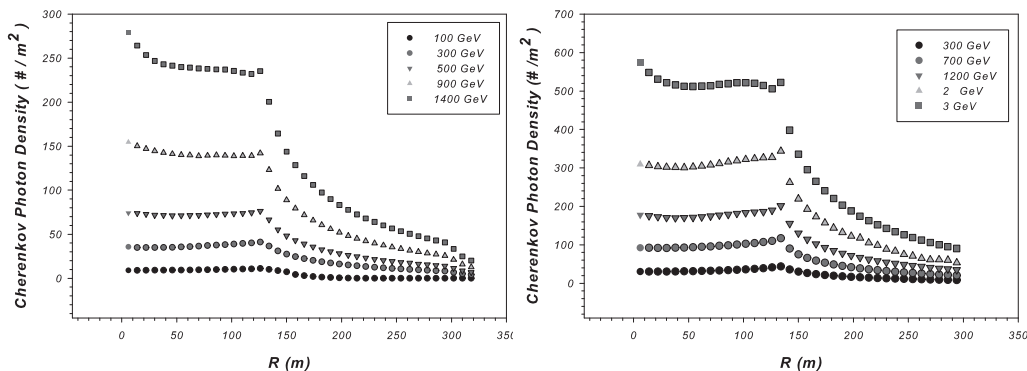 300
250
200
150
100
50
0
Cherenkov Photon Density ( # / m²)
0 50 100 150 200 250 300 350
R (m)
100 GeV
300 GeV
500 GeV
900 GeV
1400 GeV
700
600
500
400
300
200
100
0
Cherenkov Photon Density (# / m²)
0 50 100 150 200 250 300 350
R (m)
300 GeV
700 GeV
1200 GeV
2 GeV
3 GeV